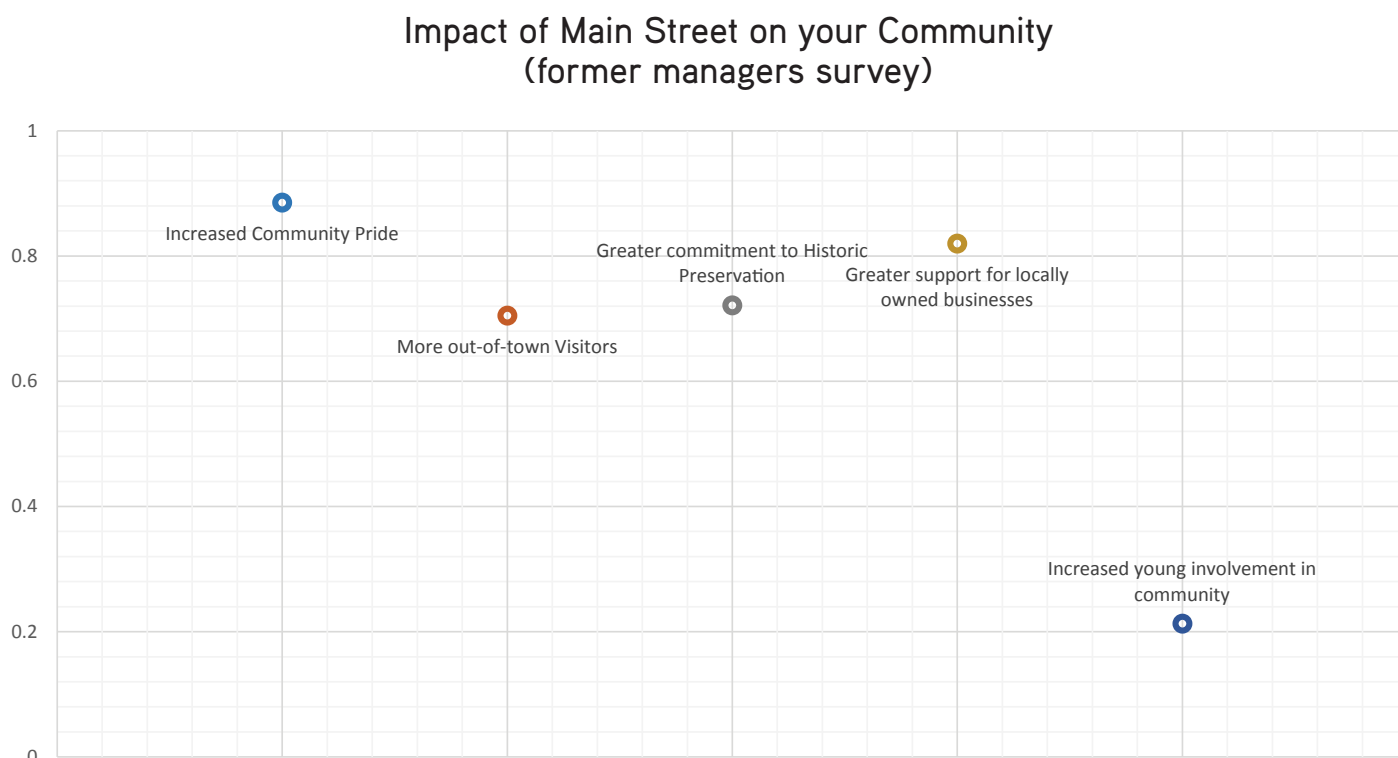 Impact of Main Street on your Community
(former managers survey)
1
Increased Community Pride
0.8
Greater commitment to Historic
Preservation
Greater support for locally
owned businesses
More out-of-town Visitors
0.6
0.4
Increased young involvement in
community
0.2
0